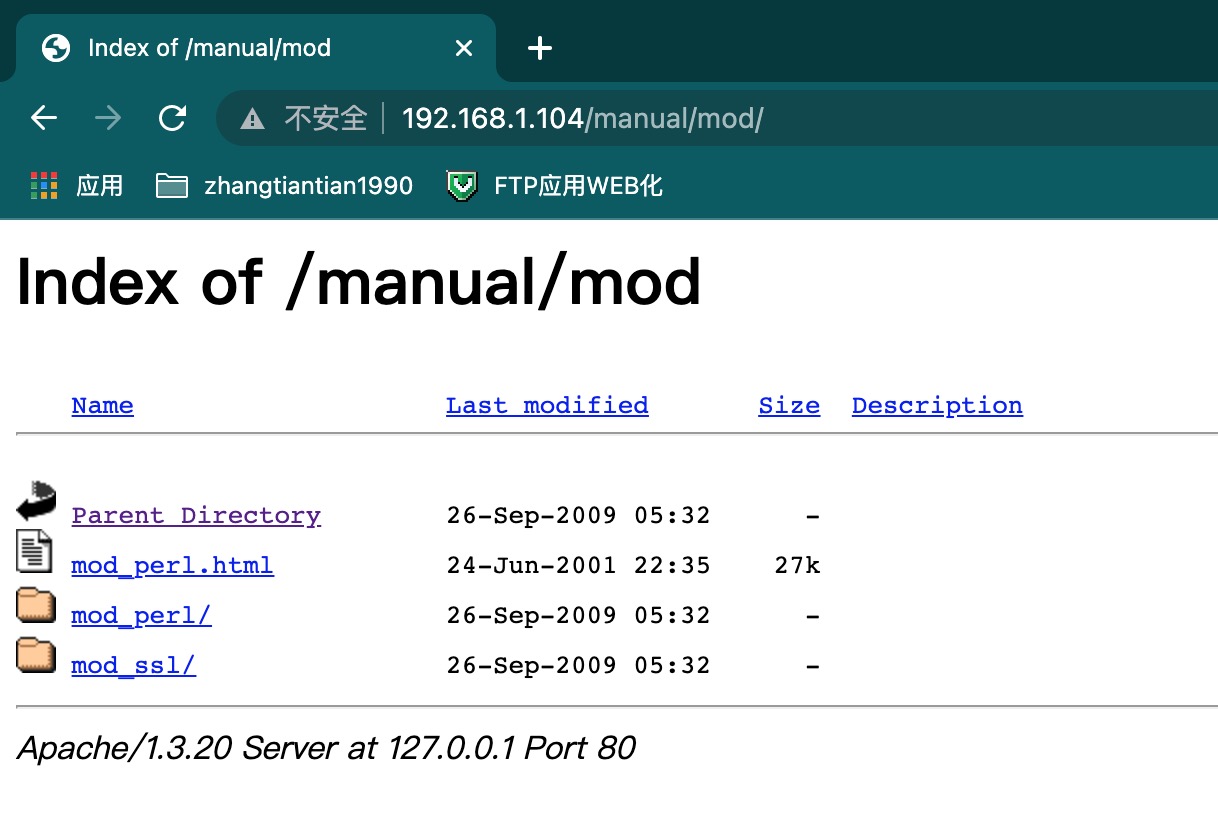 Index of /manual/mod
不安全 192.168.1.104/manual/mod/
应用 zhangtiantian1990 FTP应用WEB化
Index of /manual/mod
Name Last modified Size Description
Parent Directory 26-Sep-2009 05:32 -
mod_perl.html 24-Jun-2001 22:35 27k
mod_perl/ 26-Sep-2009 05:32 -
mod_ssl/ 26-Sep-2009 05:32 -
Apache/1.3.20 Server at 127.0.0.1 Port 80